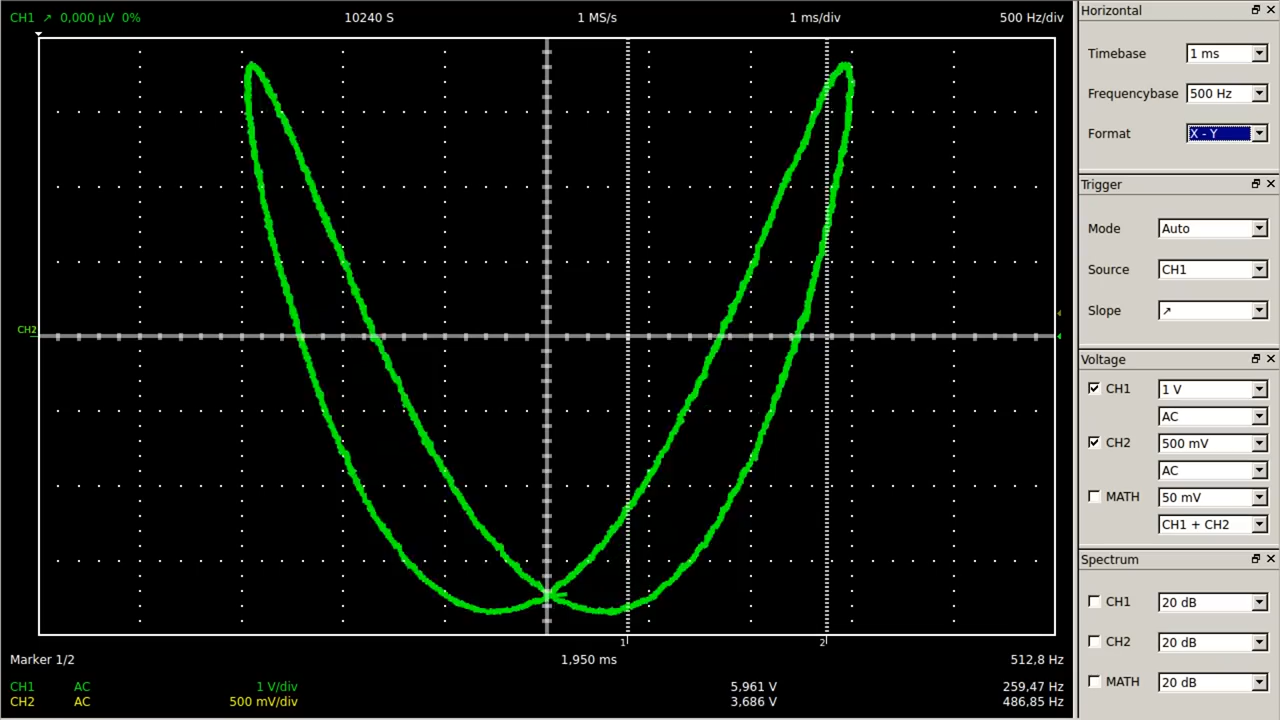 CH1 ↗ 0,000 µV 0% 10240 S 1 MS/s 1 ms/div 500 Hz/div
CH2
1 2
Marker 1/2 1,950 ms 512,8 Hz
CH1 AC 1 V/div 5,961 V 259,47 Hz
CH2 AC 500 mV/div 3,686 V 486,85 Hz
Horizontal
Timebase 1 ms
Frequencybase 500 Hz
Format X - Y
Trigger
Mode Auto
Source CH1
Slope ↗
Voltage
CH1 1 V
AC
CH2 500 mV
AC
MATH 50 mV
CH1 + CH2
Spectrum
CH1 20 dB
CH2 20 dB
MATH 20 dB